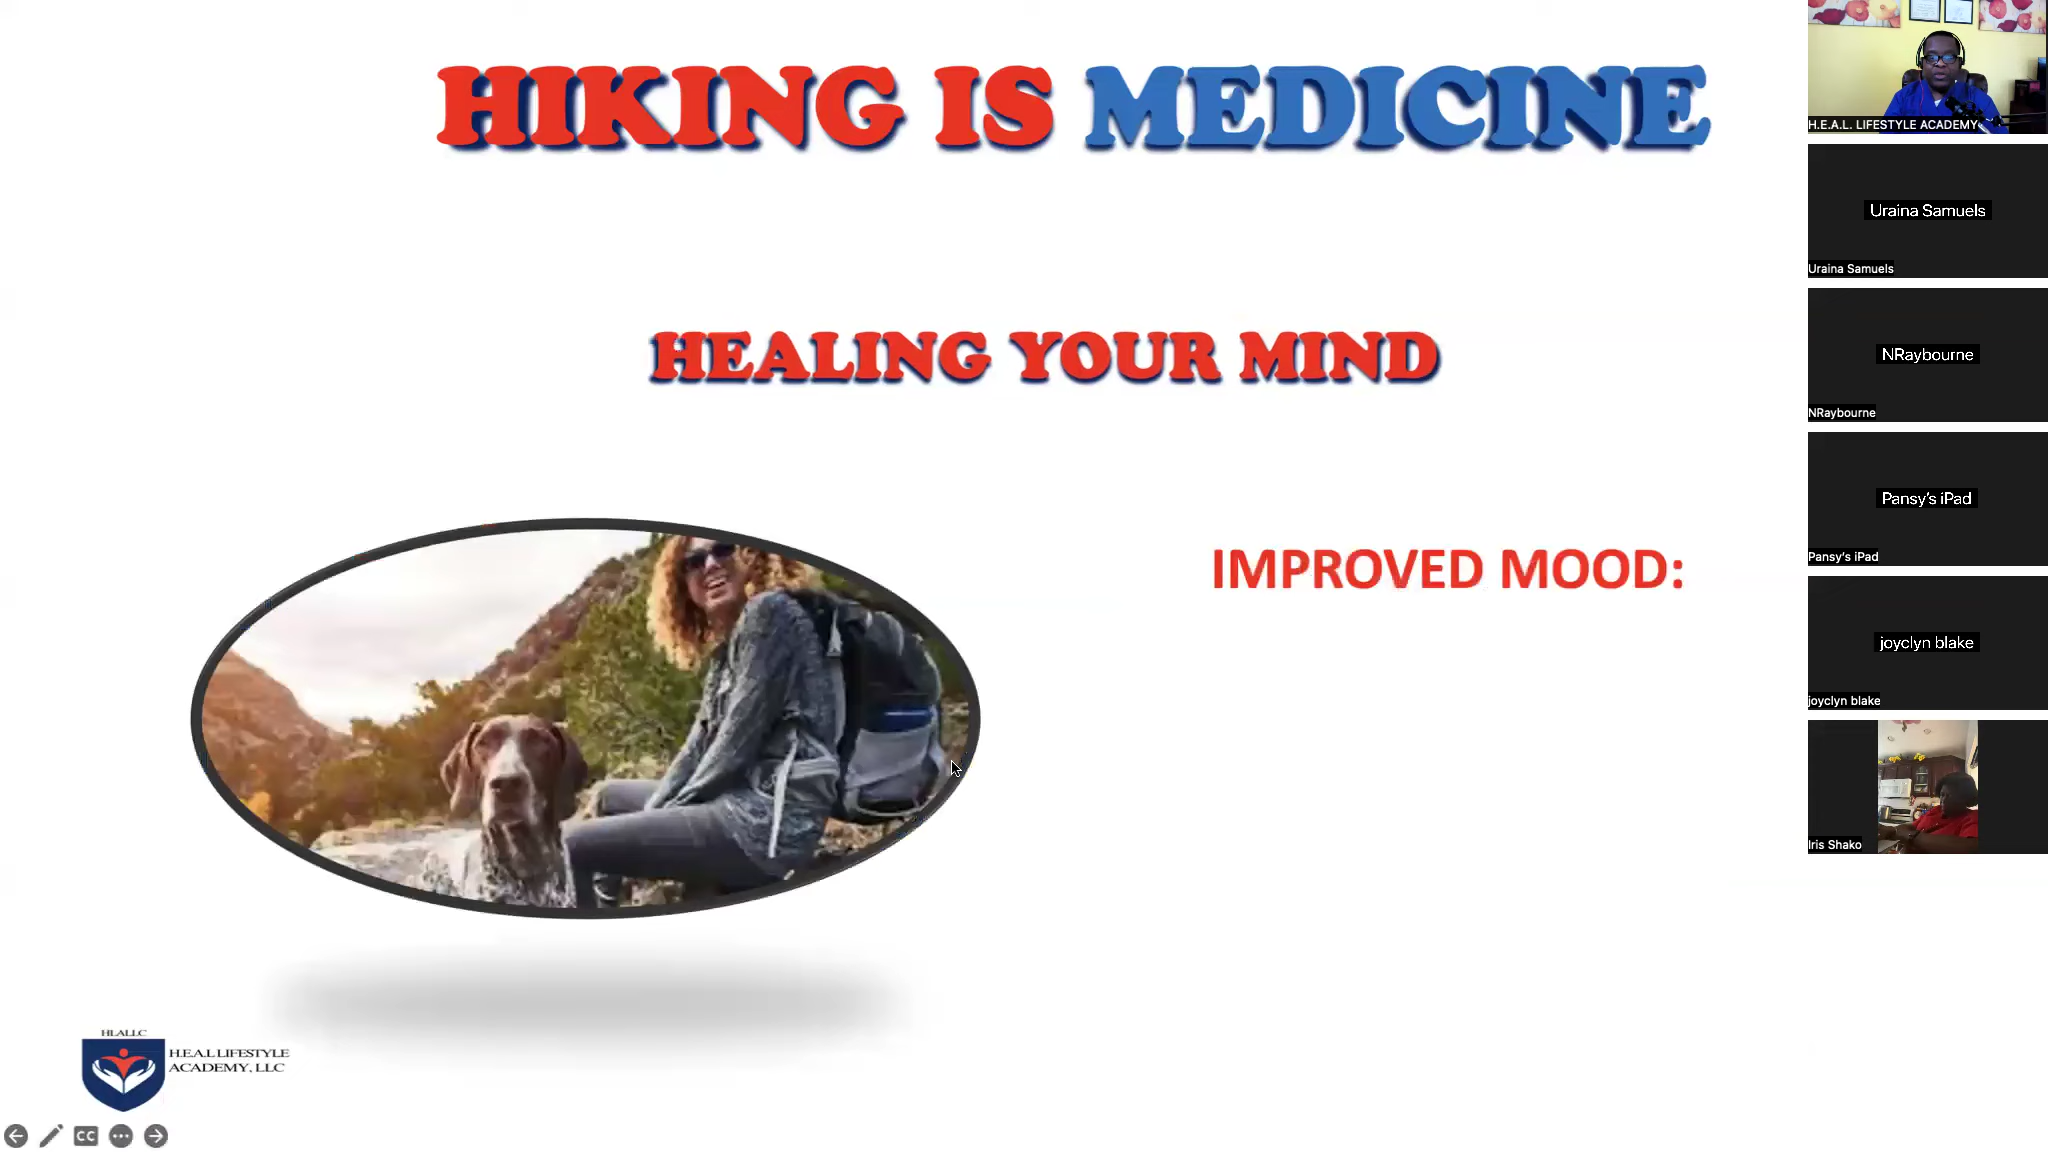 HIKING IS MEDICINE
HEALING YOUR MIND
IMPROVED MOOD:
HLALLC
H.E.A.L LIFESTYLE
ACADEMY, LLC
CC
H.E.A.L. LIFESTYLE ACADEMY
Uraina Samuels
Uraina Samuels
NRaybourne
NRaybourne
Pansy's iPad
Pansy's iPad
joyclyn blake
joyclyn blake
Iris Shako